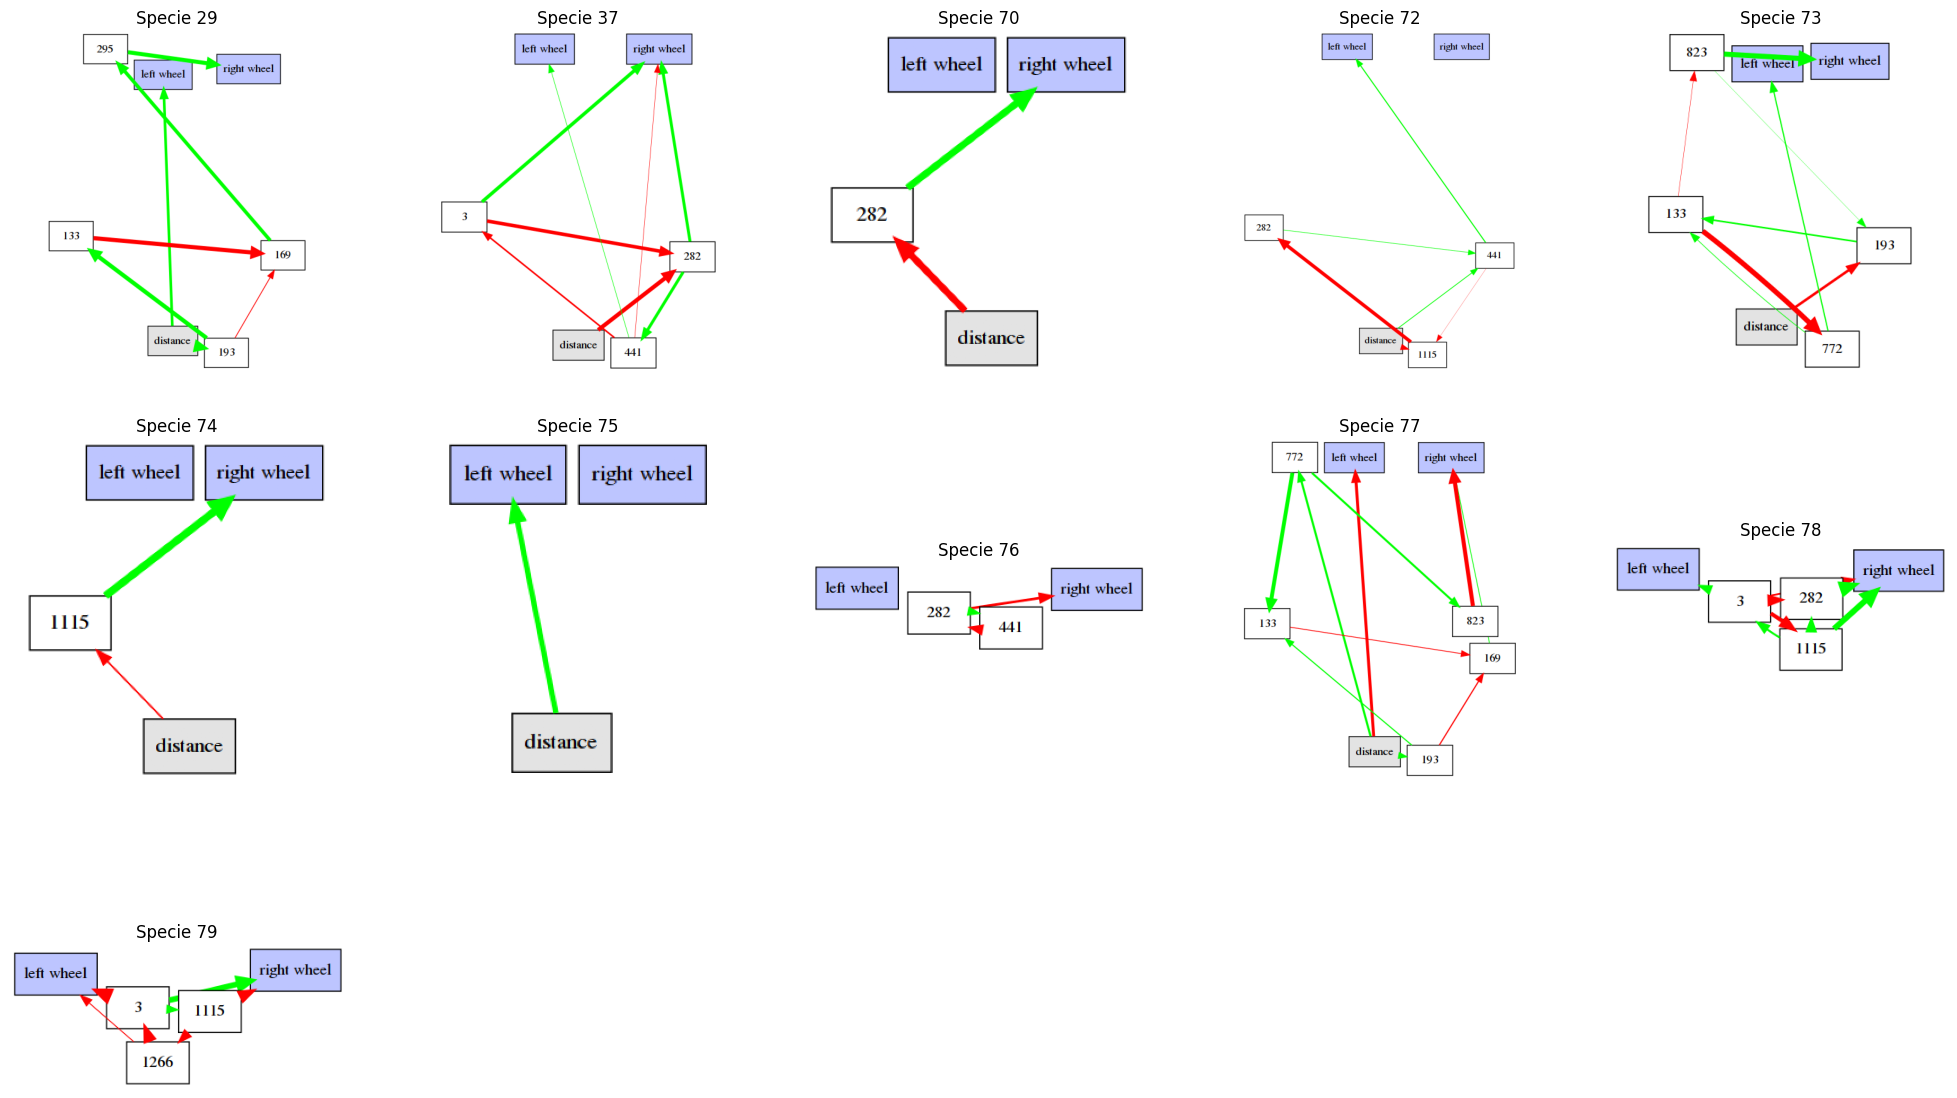 Specie 29
295
left wheel
right wheel
133
169
distance
193
Specie 37
left wheel
right wheel
3
282
distance
441
Specie 70
left wheel
right wheel
282
distance
Specie 72
left wheel
right wheel
282
441
distance
1115
Specie 73
823
left wheel
right wheel
133
193
distance
772
Specie 74
left wheel
right wheel
1115
distance
Specie 75
left wheel
right wheel
distance
Specie 76
left wheel
right wheel
282
441
Specie 77
772
left wheel
right wheel
133
823
169
distance
193
Specie 78
left wheel
right wheel
3
282
1115
Specie 79
left wheel
right wheel
3
1115
1266